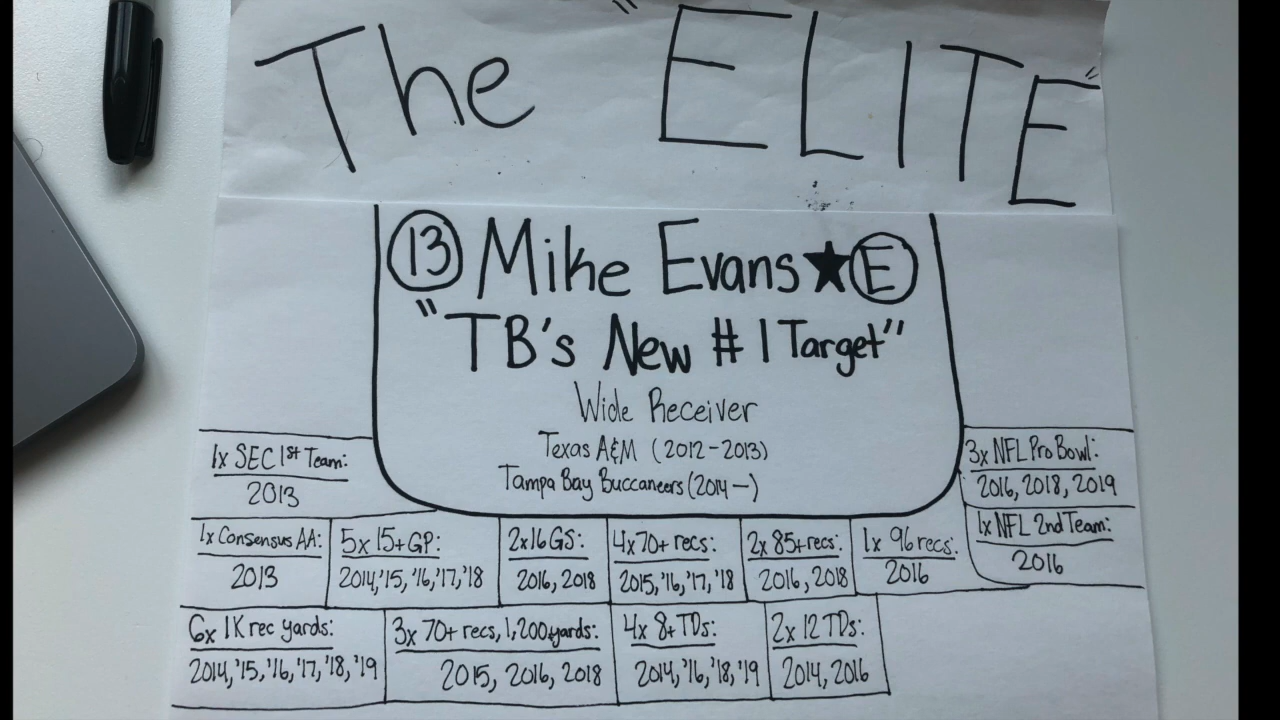 The "ELITE"
13 Mike Evans ★ E
"TB's New #1 Target"
Wide Receiver
Texas A&M (2012-2013)
Tampa Bay Buccaneers (2014-)
1x SEC 1st Team:
2013
3x NFL Pro Bowl:
2016, 2018, 2019
1x Consensus AA:
2013
5x 15+ GP:
2014, '15, '16, '17, '18
2x 16 GS:
2016, 2018
4x 70+ recs:
2015, '16, '17, '18
2x 85+ recs:
2016, 2018
1x 96 recs:
2016
1x NFL 2nd Team:
2016
6x 1K rec yards:
2014, '15, '16, '17, '18, '19
3x 70+ recs, 1,200+ yards:
2015, 2016, 2018
4x 8+ TDs:
2014, '16, '18, '19
2x 12 TDs:
2014, 2016